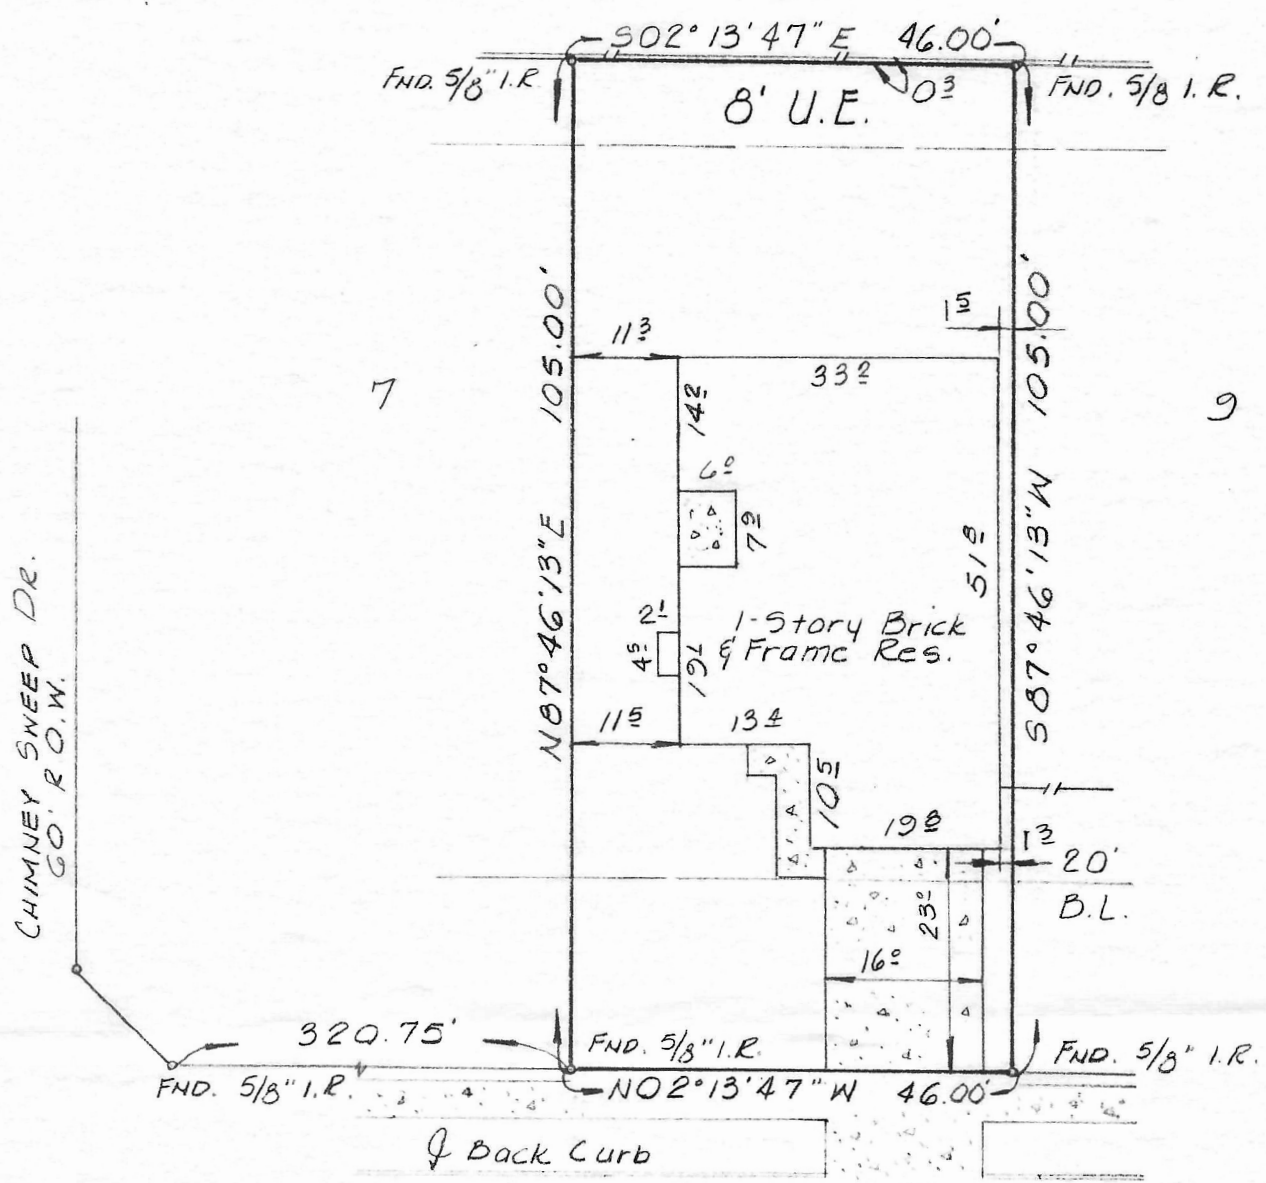 S02°13'47"E 46.00'
FND. 5/8" I.R.
0 3
FND. 5/8 I.R.
8' U.E.
N87°46'13"E 105.00'
S87°46'13"W 105.00'
1 5
11 3
33 2
7
9
14 2
6 0
7 9
51 8
2 1
4 5
19 7
1-Story Brick
& Frame Res.
11 5
13 4
10 5
19 8
1 3
20'
B.L.
23 0
16 0
CHIMNEY SWEEP DR.
60' R.O.W.
320.75'
FND. 5/8" I.R.
FND. 5/8" I.R.
FND. 5/8" I.R.
N02°13'47"W 46.00'
Back Curb